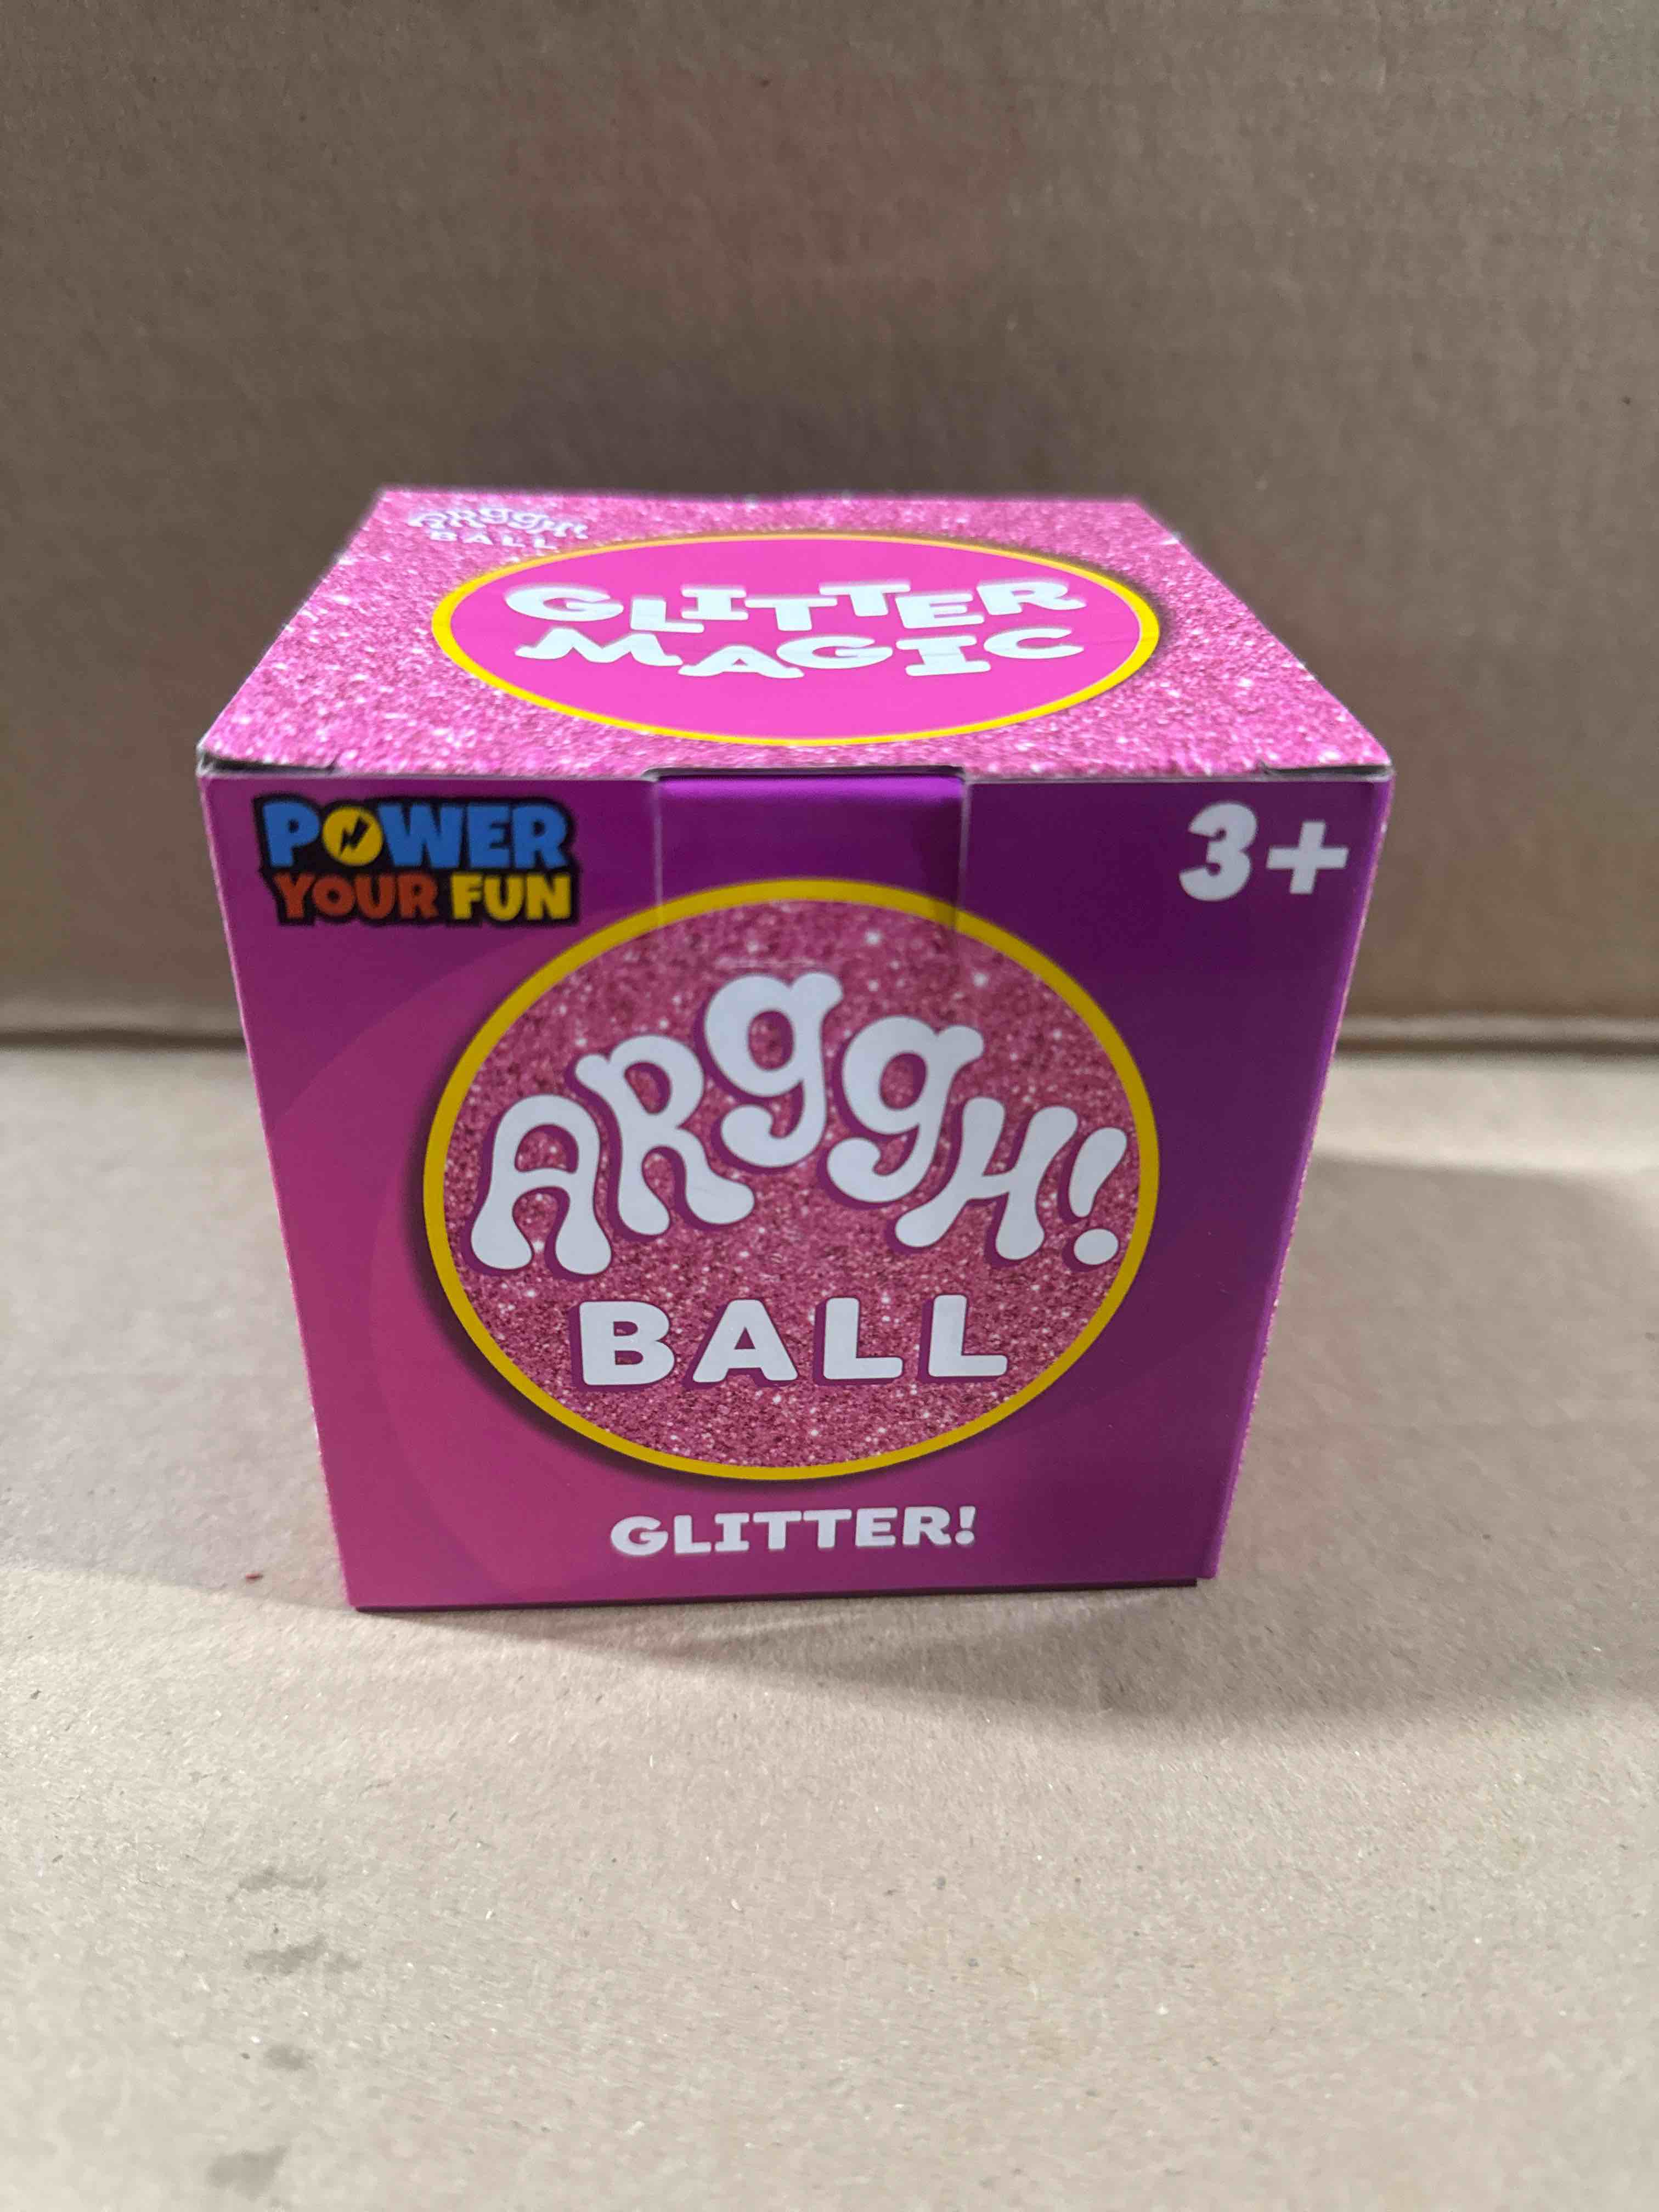 ARggH!
BALL
GLITTER
MAGIC
POWER
YOUR FUN
3+
ARggH!
BALL
GLITTER!